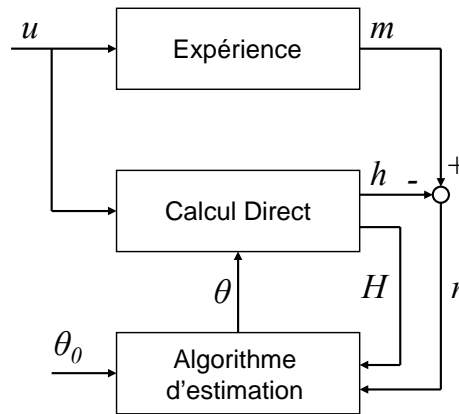 u
Expérience
m
+
h
-
Calcul Direct
θ
H
r
θ0
Algorithme
d'estimation